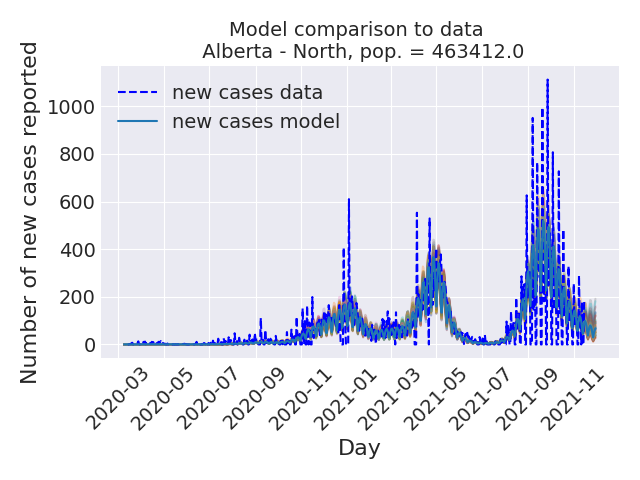 Model comparison to data
Alberta - North, pop. = 463412.0
Number of new cases reported
1000
800
600
400
200
0
new cases data
new cases model
2020-03
2020-05
2020-07
2020-09
2020-11
2021-01
2021-03
2021-05
2021-07
2021-09
2021-11
Day